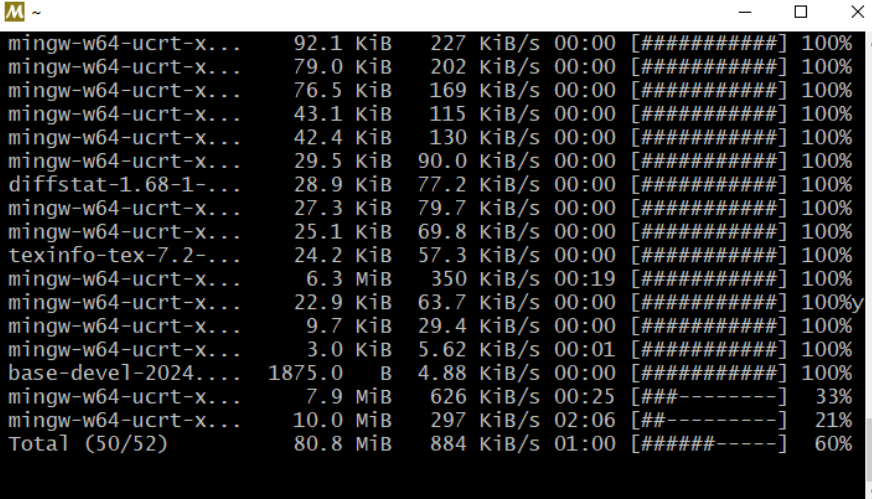 M ~
mingw-w64-ucrt-x... 92.1 KiB 227 KiB/s 00:00 [###########] 100%
mingw-w64-ucrt-x... 79.0 KiB 202 KiB/s 00:00 [###########] 100%
mingw-w64-ucrt-x... 76.5 KiB 169 KiB/s 00:00 [###########] 100%
mingw-w64-ucrt-x... 43.1 KiB 115 KiB/s 00:00 [###########] 100%
mingw-w64-ucrt-x... 42.4 KiB 130 KiB/s 00:00 [###########] 100%
mingw-w64-ucrt-x... 29.5 KiB 90.0 KiB/s 00:00 [###########] 100%
diffstat-1.68-1-... 28.9 KiB 77.2 KiB/s 00:00 [###########] 100%
mingw-w64-ucrt-x... 27.3 KiB 79.7 KiB/s 00:00 [###########] 100%
mingw-w64-ucrt-x... 25.1 KiB 69.8 KiB/s 00:00 [###########] 100%
texinfo-tex-7.2-... 24.2 KiB 57.3 KiB/s 00:00 [###########] 100%
mingw-w64-ucrt-x... 6.3 MiB 350 KiB/s 00:19 [###########] 100%
mingw-w64-ucrt-x... 22.9 KiB 63.7 KiB/s 00:00 [###########] 100%y
mingw-w64-ucrt-x... 9.7 KiB 29.4 KiB/s 00:00 [###########] 100%
mingw-w64-ucrt-x... 3.0 KiB 5.62 KiB/s 00:01 [###########] 100%
base-devel-2024.... 1875.0 B 4.88 KiB/s 00:00 [###########] 100%
mingw-w64-ucrt-x... 7.9 MiB 626 KiB/s 00:25 [###--------] 33%
mingw-w64-ucrt-x... 10.0 MiB 297 KiB/s 02:06 [##---------] 21%
Total (50/52) 80.8 MiB 884 KiB/s 01:00 [######-----] 60%